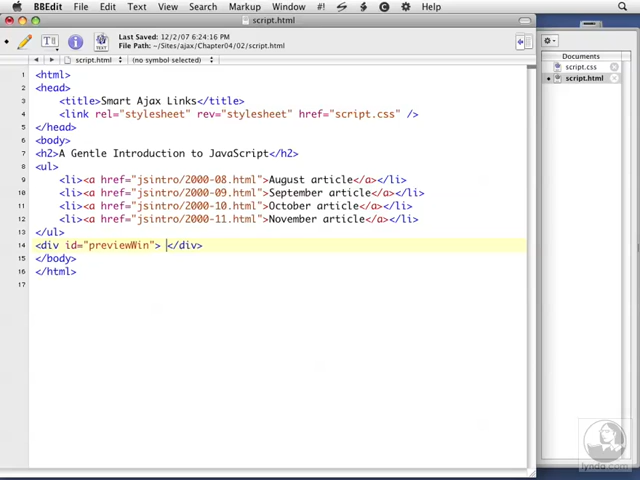 BBEdit File Edit Text Search Markup Window #! Help
script.html
Last Saved: 12/2/07 6:24:16 PM
File Path: ~/Sites/ajax/Chapter04/02/script.html
script.html (no symbol selected)
1 <html>
2 <head>
3 <title>Smart Ajax Links</title>
4 <link rel="stylesheet" rev="stylesheet" href="script.css" />
5 </head>
6 <body>
7 <h2>A Gentle Introduction to JavaScript</h2>
8 <ul>
9 <li><a href="jsintro/2000-08.html">August article</a></li>
10 <li><a href="jsintro/2000-09.html">September article</a></li>
11 <li><a href="jsintro/2000-10.html">October article</a></li>
12 <li><a href="jsintro/2000-11.html">November article</a></li>
13 </ul>
14 <div id="previewWin"> </div>
15 </body>
16 </html>
17
Documents
script.css
script.html
lynda.com